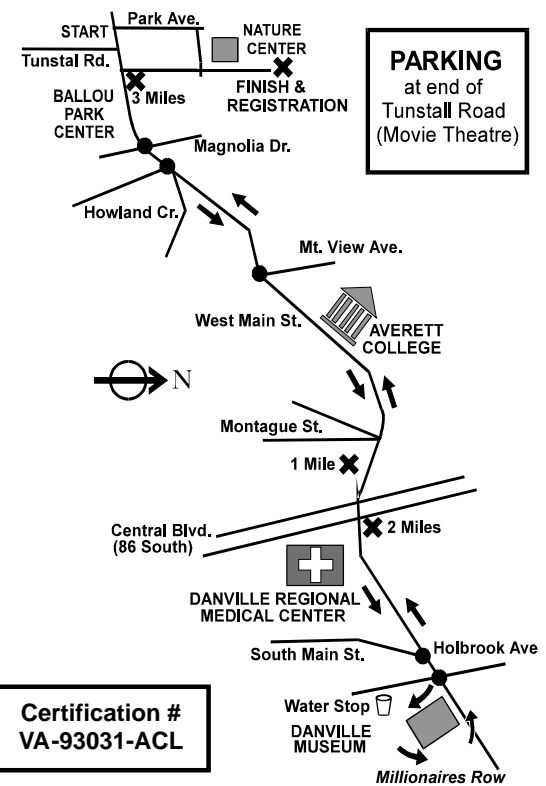 Park Ave.
START
NATURE
CENTER
Tunstal Rd.
3 Miles
FINISH &
REGISTRATION
BALLOU
PARK
CENTER
PARKING
at end of
Tunstall Road
(Movie Theatre)
Magnolia Dr.
Howland Cr.
Mt. View Ave.
West Main St.
AVERETT
COLLEGE
N
Montague St.
1 Mile
Central Blvd.
(86 South)
2 Miles
DANVILLE REGIONAL
MEDICAL CENTER
South Main St.
Holbrook Ave
Water Stop
DANVILLE
MUSEUM
Millionaires Row
Certification #
VA-93031-ACL